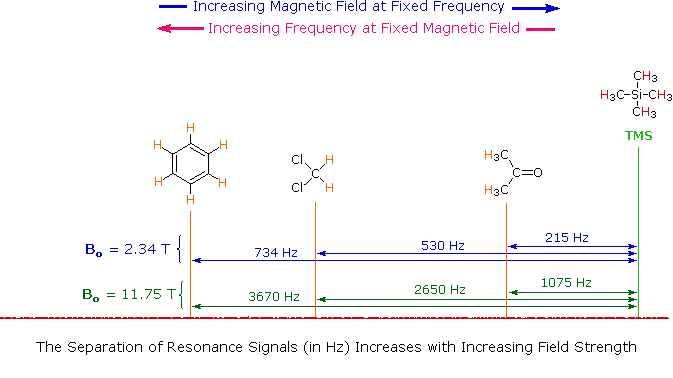 Increasing Magnetic Field at Fixed Frequency
Increasing Frequency at Fixed Magnetic Field
CH₃
H₃C–Si–CH₃
CH₃
TMS
H
H H
H H
H
Cl H
C
Cl H
H₃C
C=O
H₃C
Bₒ = 2.34 T { 734 Hz 530 Hz 215 Hz
Bₒ = 11.75 T { 3670 Hz 2650 Hz 1075 Hz
The Separation of Resonance Signals (in Hz) Increases with Increasing Field Strength